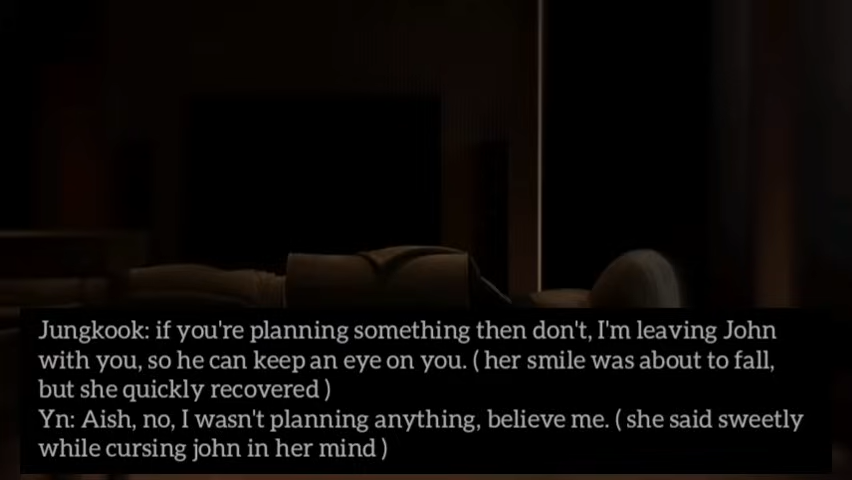 Jungkook: if you're planning something then don't, I'm leaving John
with you, so he can keep an eye on you. ( her smile was about to fall,
but she quickly recovered )
Yn: Aish, no, I wasn't planning anything, believe me. ( she said sweetly
while cursing john in her mind )